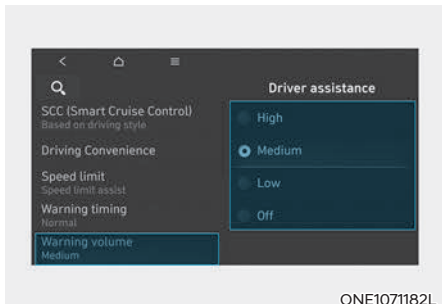 Driver assistance
SCC (Smart Cruise Control)
Based on driving style
Driving Convenience
Speed limit
Speed limit assist
Warning timing
Normal
Warning volume
Medium
High
Medium
Low
Off
ONE1071182L